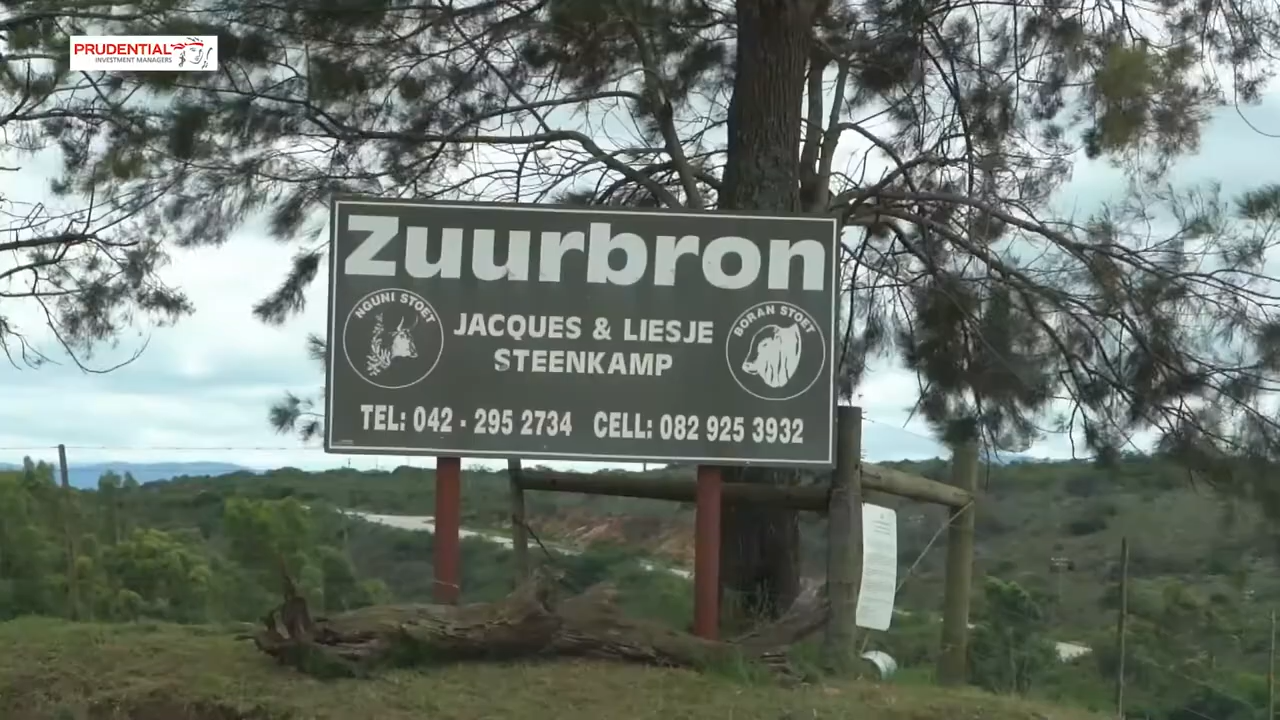 PRUDENTIAL
INVESTMENT MANAGERS
Zuurbron
NGUNI STOET
JACQUES & LIESJE
STEENKAMP
BORAN STOET
TEL: 042 - 295 2734 CELL: 082 925 3932